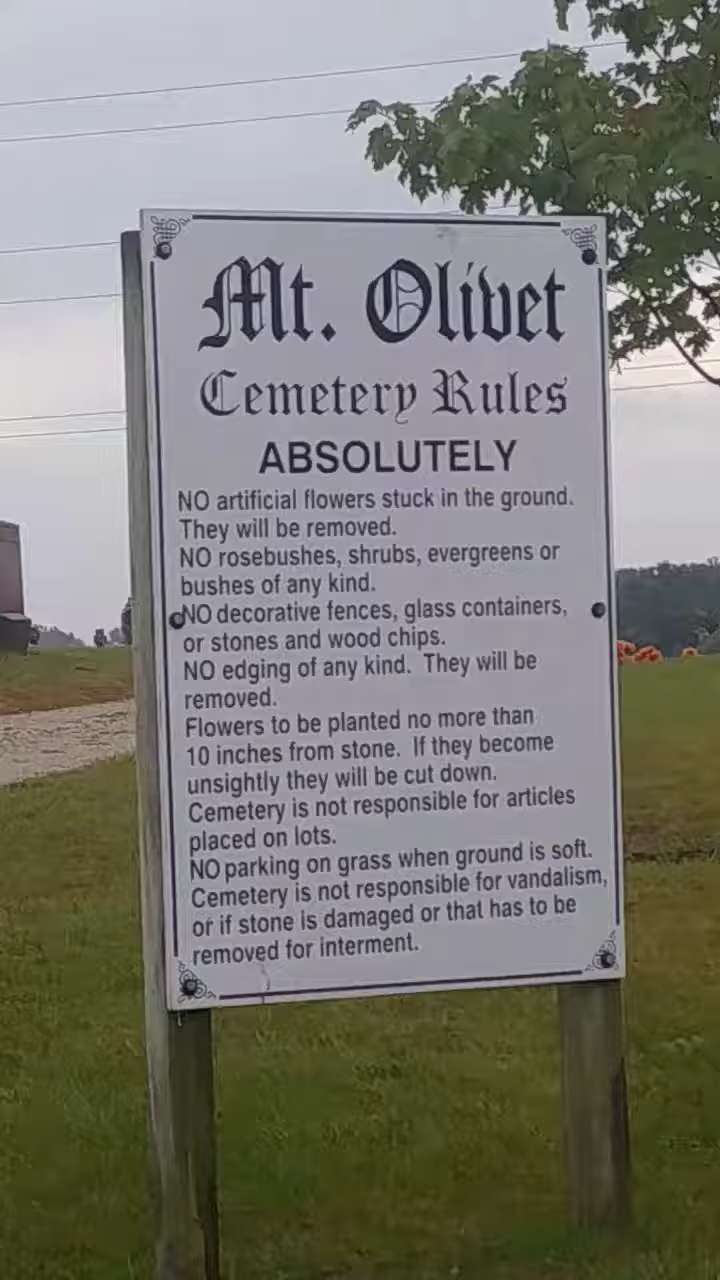 Mt. Olivet
Cemetery Rules
ABSOLUTELY
NO artificial flowers stuck in the ground.
They will be removed.
NO rosebushes, shrubs, evergreens or
bushes of any kind.
NO decorative fences, glass containers,
or stones and wood chips.
NO edging of any kind. They will be
removed.
Flowers to be planted no more than
10 inches from stone. If they become
unsightly they will be cut down.
Cemetery is not responsible for articles
placed on lots.
NO parking on grass when ground is soft.
Cemetery is not responsible for vandalism,
or if stone is damaged or that has to be
removed for interment.